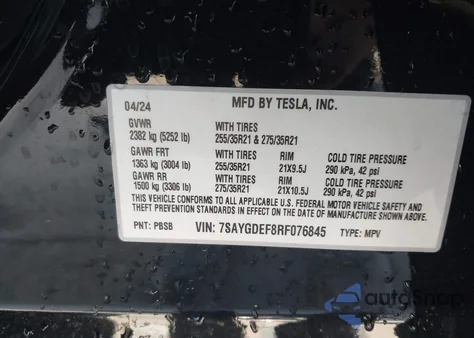 04/24 MFD BY TESLA, INC.
GVWR WITH TIRES
2382 kg (5252 lb) 255/35R21 & 275/35R21
GAWR FRT WITH TIRES RIM COLD TIRE PRESSURE
1363 kg (3004 lb) 255/35R21 21X9.5J 290 kPa, 42 psi
GAWR RR WITH TIRES RIM COLD TIRE PRESSURE
1500 kg (3306 lb) 275/35R21 21X10.5J 290 kPa, 42 psi
THIS VEHICLE CONFORMS TO ALL APPLICABLE U.S. FEDERAL MOTOR VEHICLE SAFETY AND
THEFT PREVENTION STANDARDS IN EFFECT ON THE DATE OF MANUFACTURE SHOWN ABOVE.
PNT: PBSB VIN: 7SAYGDEF8RF076845 TYPE: MPV
autoSnap